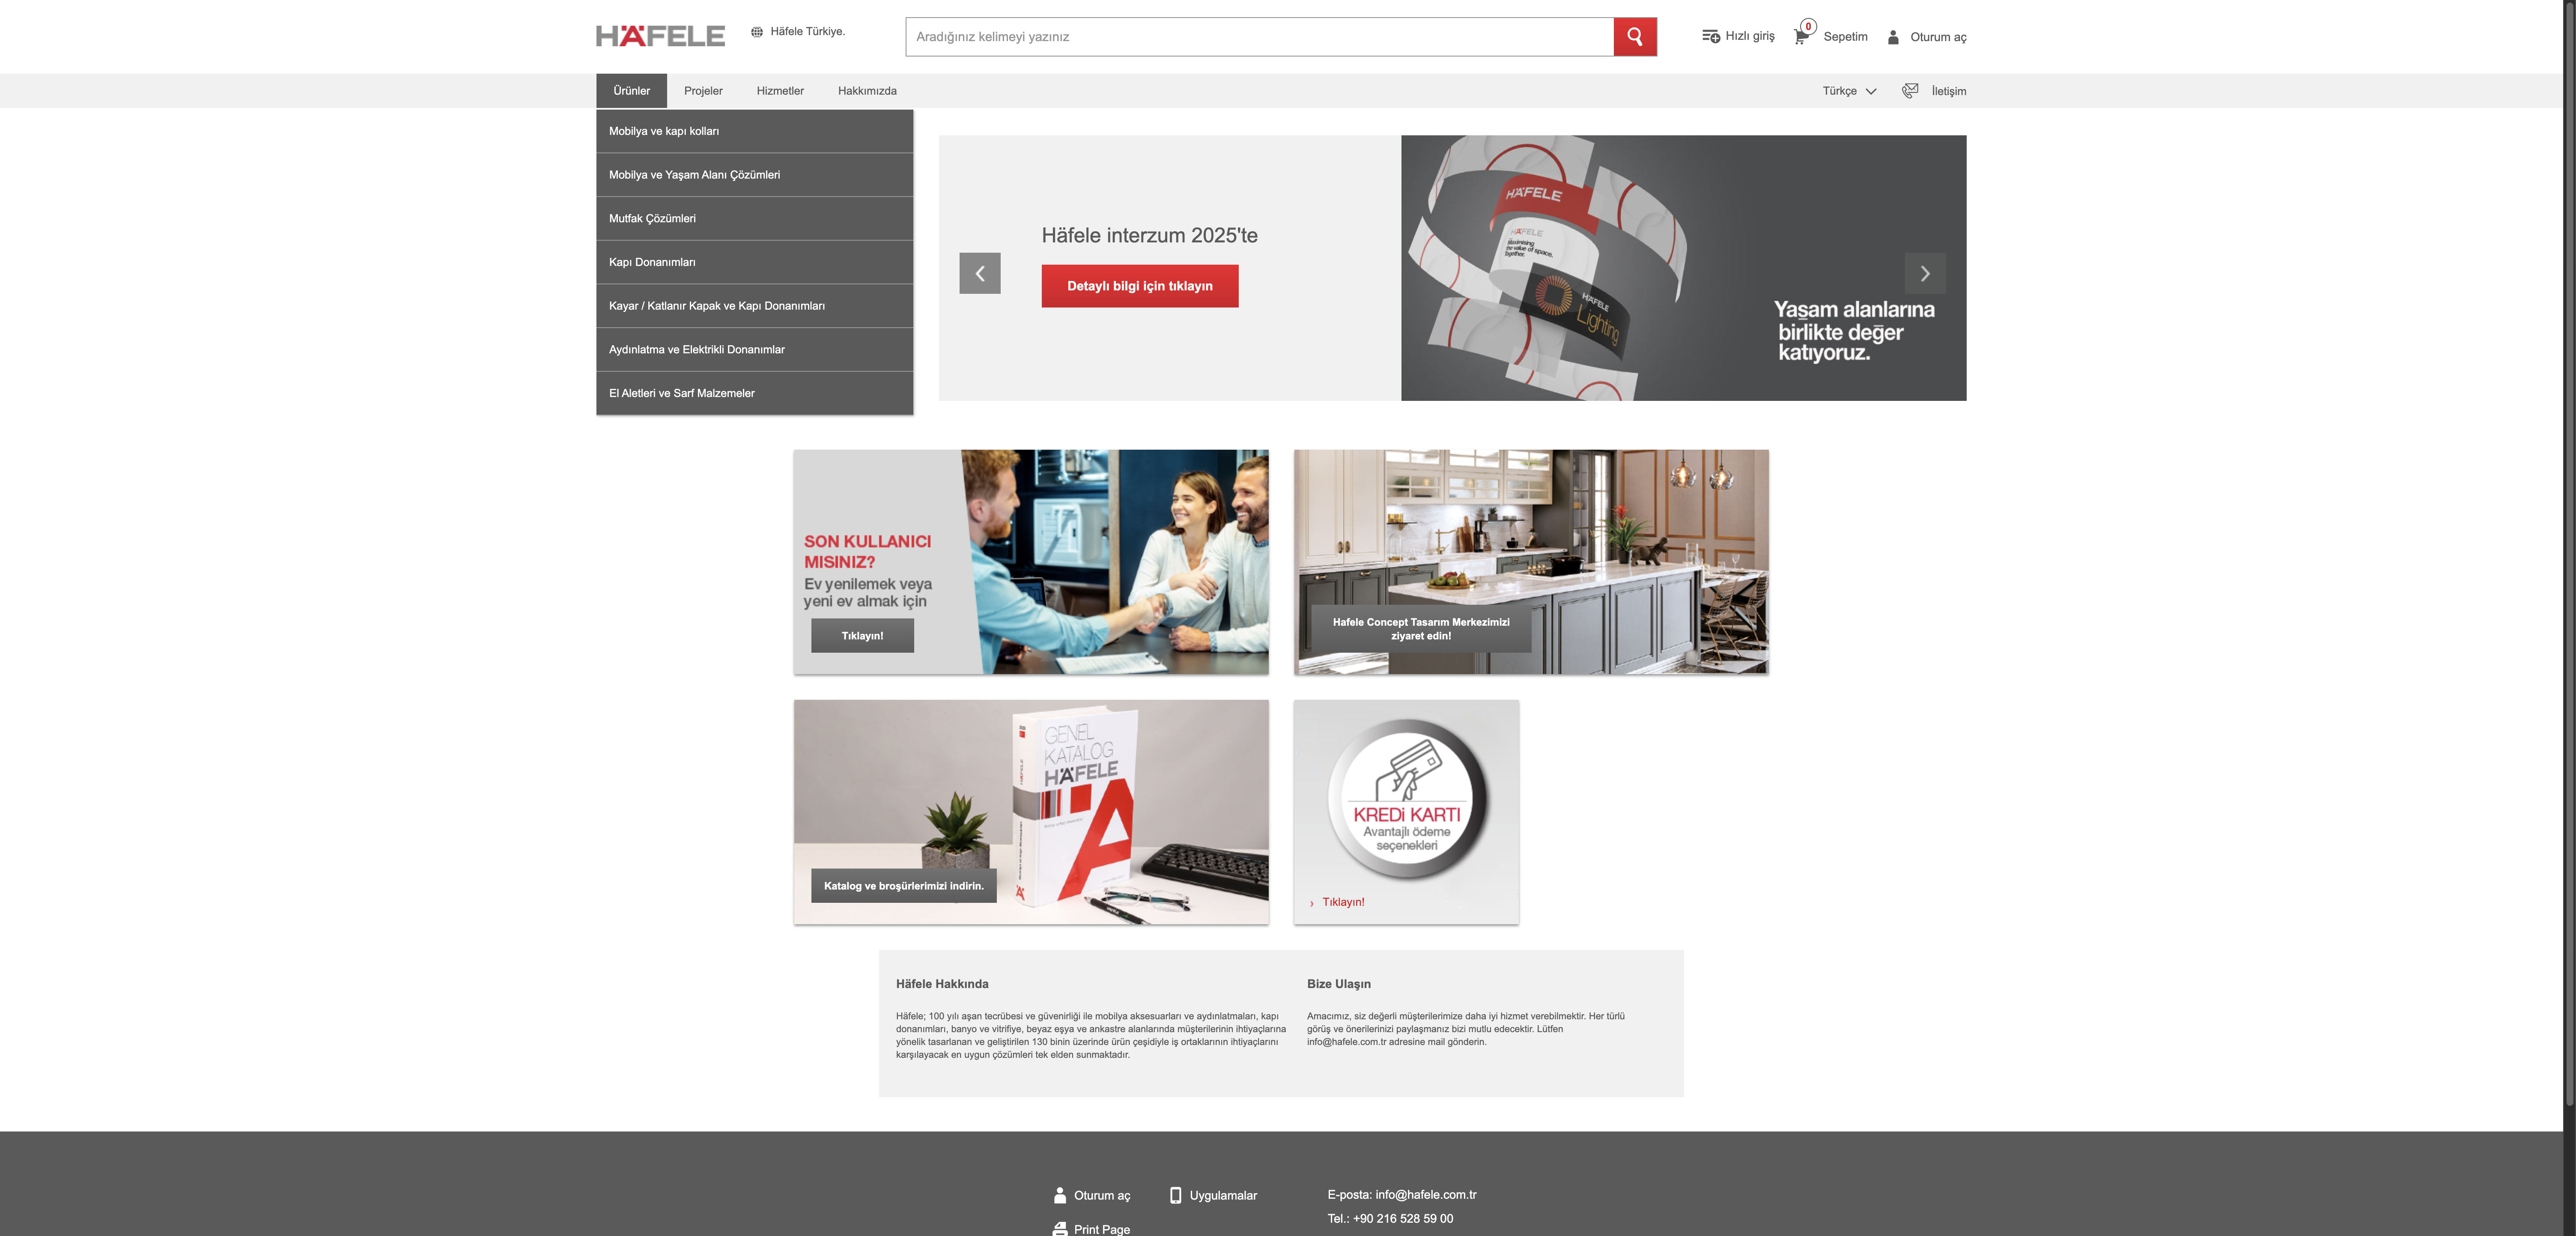 HÄFELE
Häfele Türkiye.
Aradığınız kelimeyi yazınız
Hızlı giriş
0
Sepetim
Oturum aç
Ürünler
Projeler
Hizmetler
Hakkımızda
Türkçe
İletişim
Mobilya ve kapı kolları
Mobilya ve Yaşam Alanı Çözümleri
Mutfak Çözümleri
Kapı Donanımları
Kayar / Katlanır Kapak ve Kapı Donanımları
Aydınlatma ve Elektrikli Donanımlar
El Aletleri ve Sarf Malzemeler
Häfele interzum 2025'te
Detaylı bilgi için tıklayın
HÄFELE
HÄFELE
Maximising
the value of space.
together.
HÄFELE
Lighting
Yaşam alanlarına
birlikte değer
katıyoruz.
SON KULLANICI
MISINIZ?
Ev yenilemek veya
yeni ev almak için
Tıklayın!
Hafele Concept Tasarım Merkezimizi
ziyaret edin!
GENEL
KATALOG
HÄFELE
Katalog ve broşürlerimizi indirin.
KREDİ KARTI
Avantajlı ödeme
seçenekleri
Tıklayın!
Häfele Hakkında
Häfele; 100 yılı aşan tecrübesi ve güvenirliği ile mobilya aksesuarları ve aydınlatmaları, kapı
donanımları, banyo ve vitrifiye, beyaz eşya ve ankastre alanlarında müşterilerinin ihtiyaçlarına
yönelik tasarlanan ve geliştirilen 130 binin üzerinde ürün çeşidiyle iş ortaklarının ihtiyaçlarını
karşılayacak en uygun çözümleri tek elden sunmaktadır.
Bize Ulaşın
Amacımız, siz değerli müşterilerimize daha iyi hizmet verebilmektir. Her türlü
görüş ve önerilerinizi paylaşmanız bizi mutlu edecektir. Lütfen
info@hafele.com.tr adresine mail gönderin.
Oturum aç
Uygulamalar
Print Page
E-posta: info@hafele.com.tr
Tel.: +90 216 528 59 00